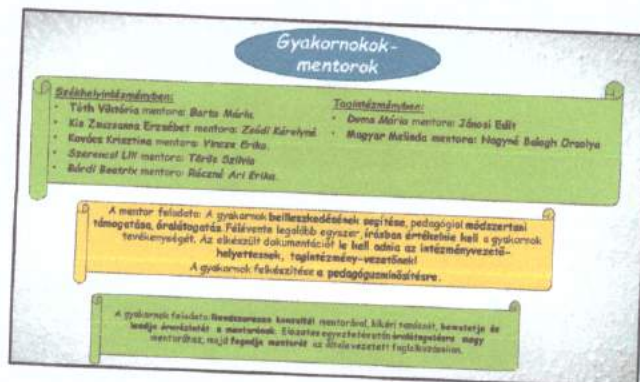 Gyakornokok-
mentorok
Székhelyintézményben:
• Tóth Viktória mentora: Barta Mária
• Kis Zsuzsanna Erzsébet mentora: Zsódi Károlyné
• Kovács Krisztina mentora: Vincze Erika.
• Szerencsi Lili mentora: Törös Szilvia
• Bárdi Beatrix mentora: Ráczné Ari Erika.
Tagintézményben:
• Duma Mária mentora: Jánosi Edit
• Magyar Melinda mentora: Nagyné Balogh Orsolya
A mentor feladata: A gyakornok beilleszkedésének segítése, pedagógiai módszertani
támogatása, óralátogatás. Félévente legalább egyszer, írásban értékelnie kell a gyakornok
tevékenységét. Az elkészült dokumentációt le kell adnia az intézményvezető-
helyettesnek, tagintézmény-vezetőnek!
A gyakornok felkészítése a pedagógusminősítésre.
A gyakornok feladata: Rendszeresen konzultál mentorával, kikéri tanácsát, bemutatja és
leadja óravázlatát a mentorának. Előzetes egyeztetés után óralátogatásra megy
mentorához, majd fogadja mentorát az általa vezetett foglalkozásain.